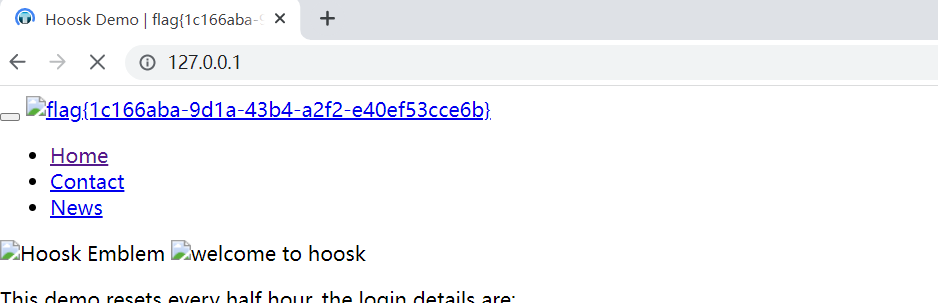 Hoosk Demo | flag{1c166aba-9
127.0.0.1
flag{1c166aba-9d1a-43b4-a2f2-e40ef53cce6b}
Home
Contact
News
Hoosk Emblem welcome to hoosk
This demo resets every half hour, the login details are: